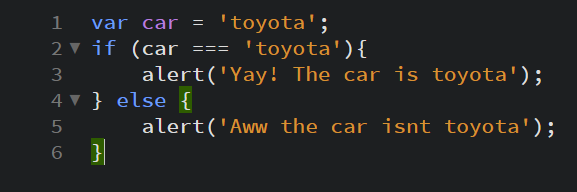 1 var car = 'toyota';
2 ▼ if (car === 'toyota'){
3 alert('Yay! The car is toyota');
4 ▼ } else {
5 alert('Aww the car isnt toyota');
6 }